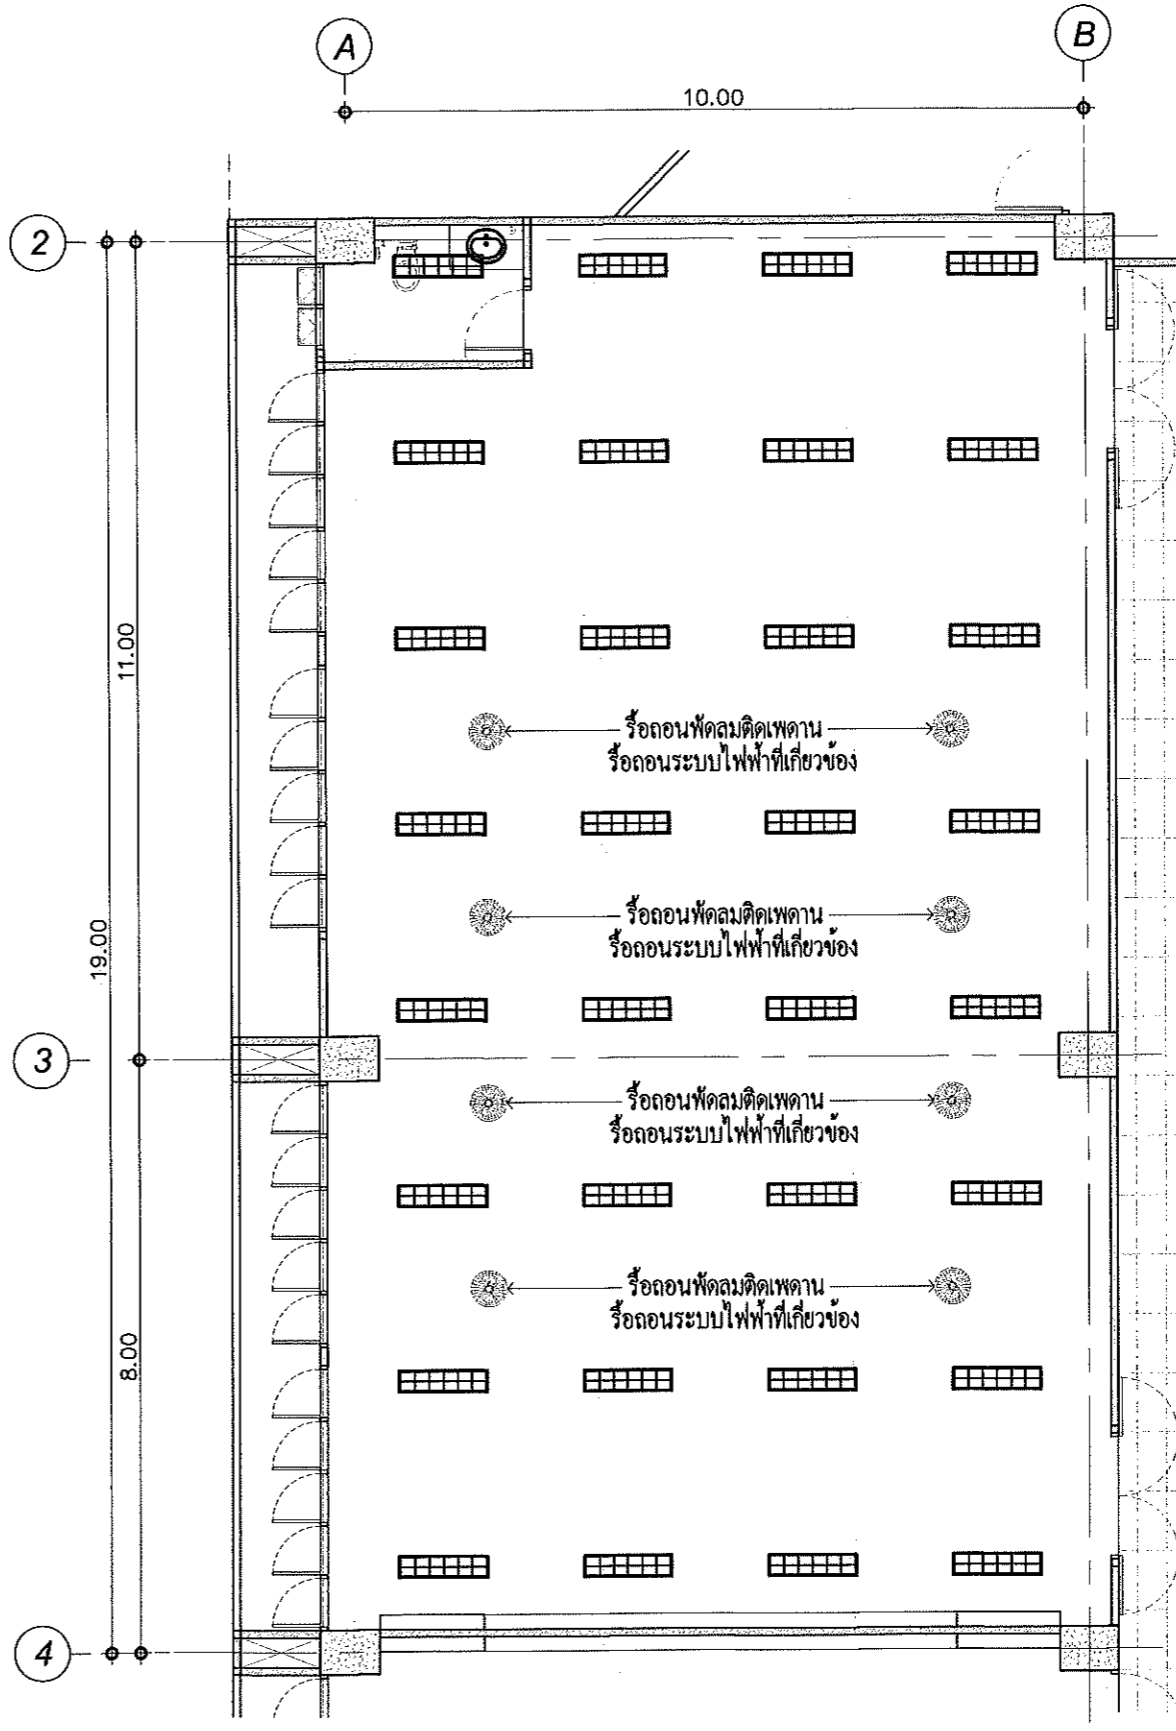 A
B
10.00
2
11.00
รื้อถอนพัดลมติดเพดาน
รื้อถอนระบบไฟฟ้าที่เกี่ยวข้อง
รื้อถอนพัดลมติดเพดาน
รื้อถอนระบบไฟฟ้าที่เกี่ยวข้อง
19.00
3
รื้อถอนพัดลมติดเพดาน
รื้อถอนระบบไฟฟ้าที่เกี่ยวข้อง
รื้อถอนพัดลมติดเพดาน
รื้อถอนระบบไฟฟ้าที่เกี่ยวข้อง
8.00
4